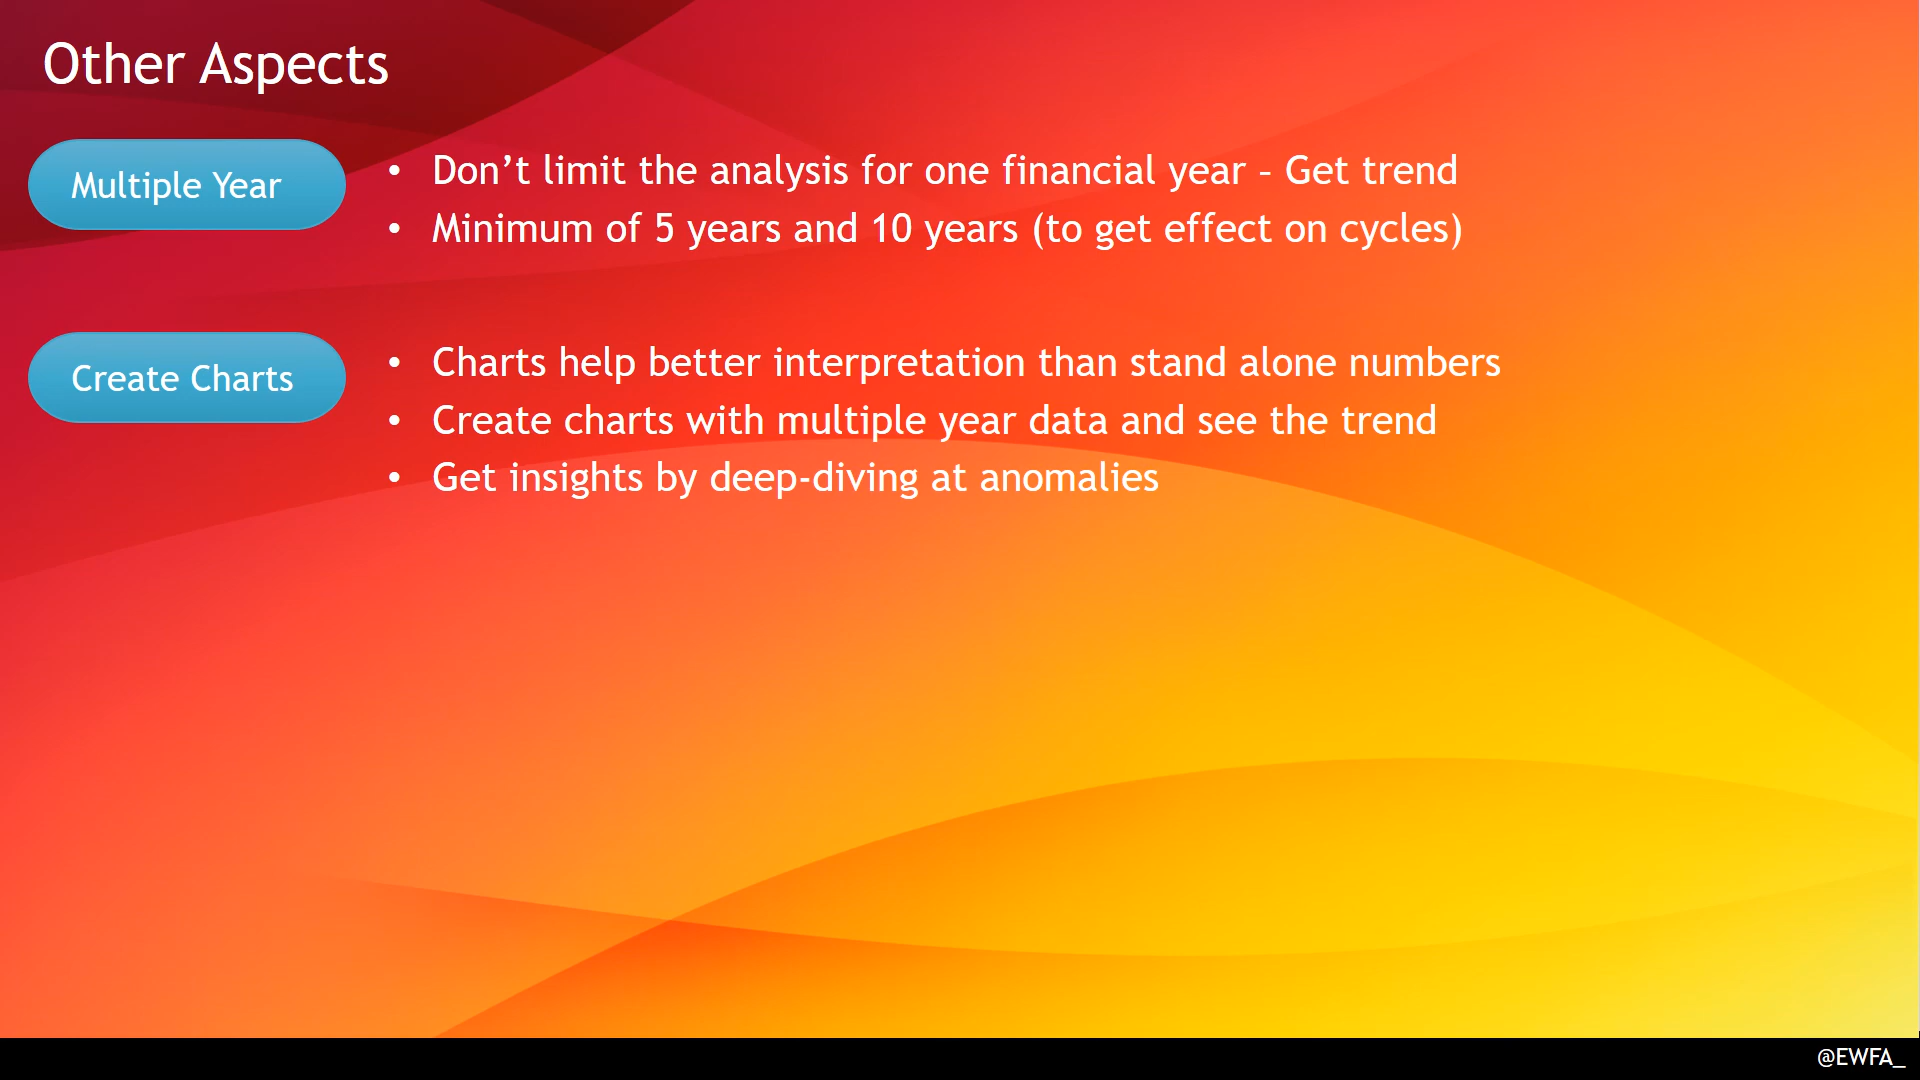 Other Aspects
Multiple Year
• Don’t limit the analysis for one financial year – Get trend
• Minimum of 5 years and 10 years (to get effect on cycles)
Create Charts
• Charts help better interpretation than stand alone numbers
• Create charts with multiple year data and see the trend
• Get insights by deep-diving at anomalies
@EWFA_